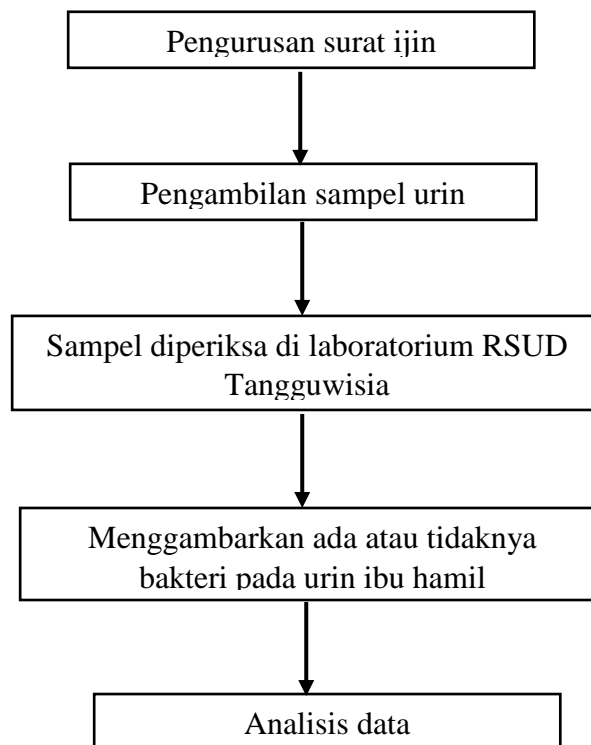 Pengurusan surat ijin
Pengambilan sampel urin
Sampel diperiksa di laboratorium RSUD
Tangguwisia
Menggambarkan ada atau tidaknya
bakteri pada urin ibu hamil
Analisis data